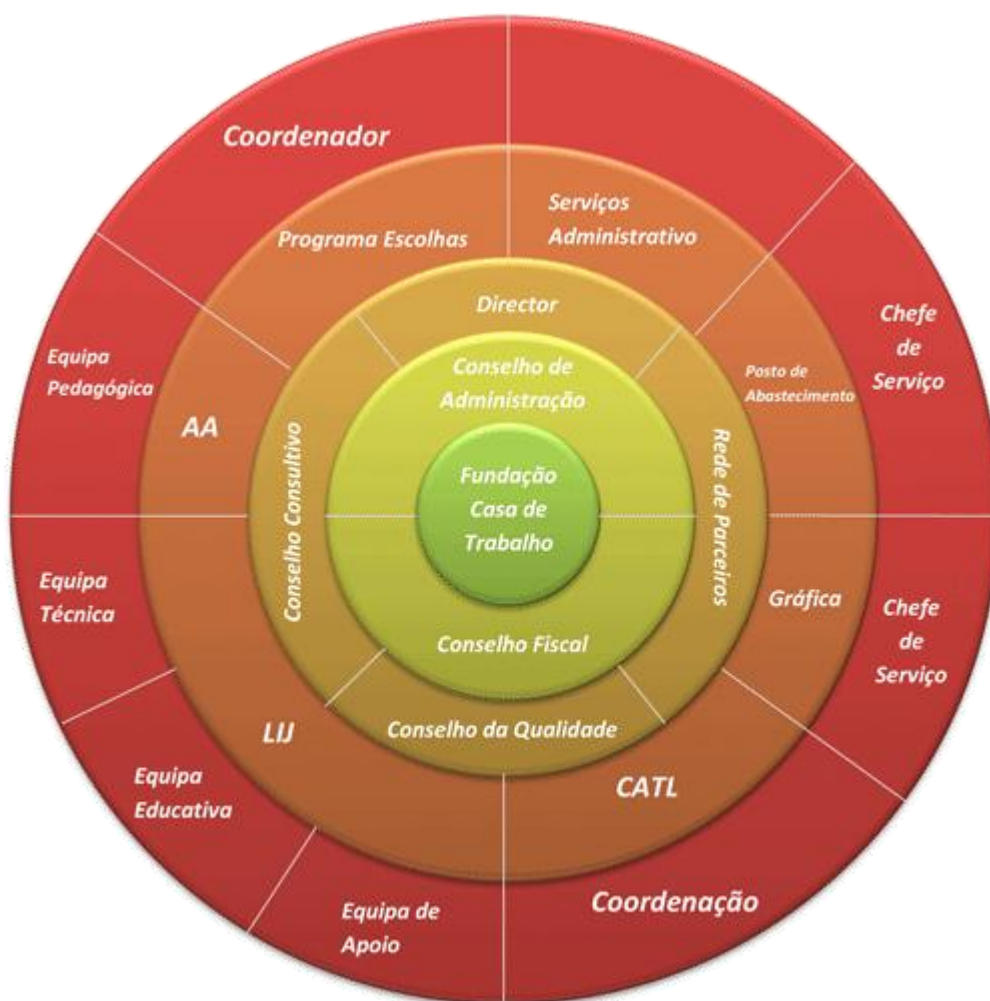 Coordenador
Programa Escolhas
Serviços
Administrativo
Director
Chefe
de
Serviço
Equipa
Pedagógica
Conselho de
Administração
Posto de
Abastecimento
AA
Conselho Consultivo
Rede de Parceiros
Fundação
Casa de
Trabalho
Equipa
Técnica
Gráfica
Chefe
de
Serviço
Conselho Fiscal
LIJ
Conselho da Qualidade
Equipa
Educativa
CATL
Equipa de
Apoio
Coordenação